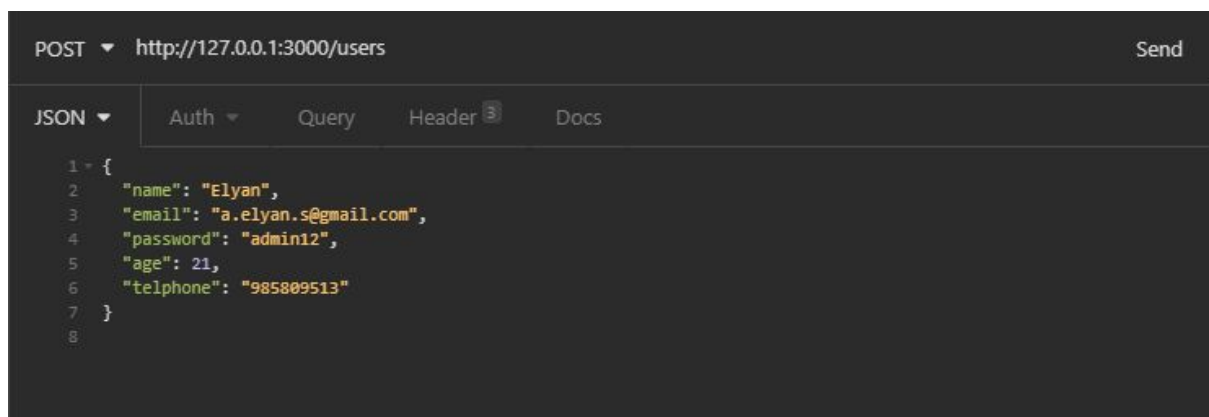 POST http://127.0.0.1:3000/users Send
JSON Auth Query Header 3 Docs
1 {
2 "name": "Elyan",
3 "email": "a.elyan.s@gmail.com",
4 "password": "admin12",
5 "age": 21,
6 "telphone": "985809513"
7 }
8